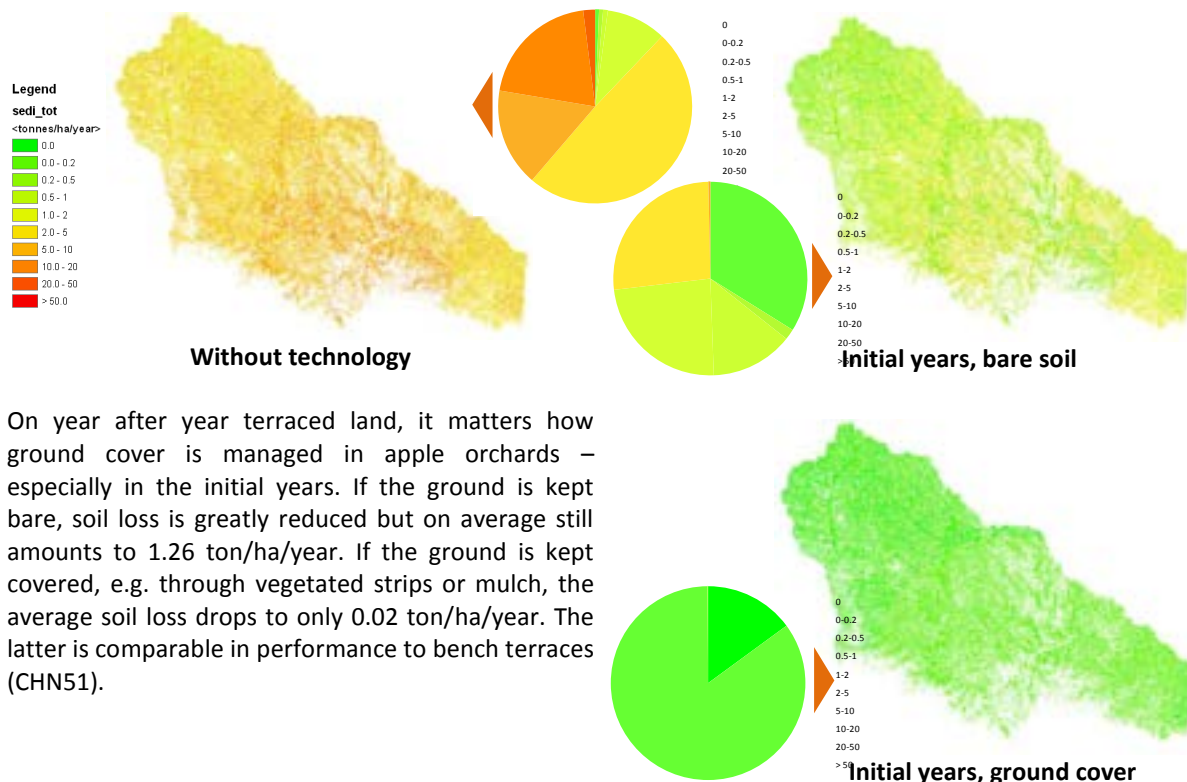 Legend
sedi_tot
<tonnes/ha/year>
0.0
0.0 - 0.2
0.2 - 0.5
0.5 - 1
1.0 - 2
2.0 - 5
5.0 - 10
10.0 - 20
20.0 - 50
> 50.0
0
0-0.2
0.2-0.5
0.5-1
1-2
2-5
5-10
10-20
20-50
Without technology
0
0-0.2
0.2-0.5
0.5-1
1-2
2-5
5-10
10-20
20-50
Initial years, bare soil
On year after year terraced land, it matters how
ground cover is managed in apple orchards –
especially in the initial years. If the ground is kept
bare, soil loss is greatly reduced but on average still
amounts to 1.26 ton/ha/year. If the ground is kept
covered, e.g. through vegetated strips or mulch, the
average soil loss drops to only 0.02 ton/ha/year. The
latter is comparable in performance to bench terraces
(CHN51).
0
0-0.2
0.2-0.5
0.5-1
1-2
2-5
5-10
10-20
20-50
> 50
Initial years, ground cover